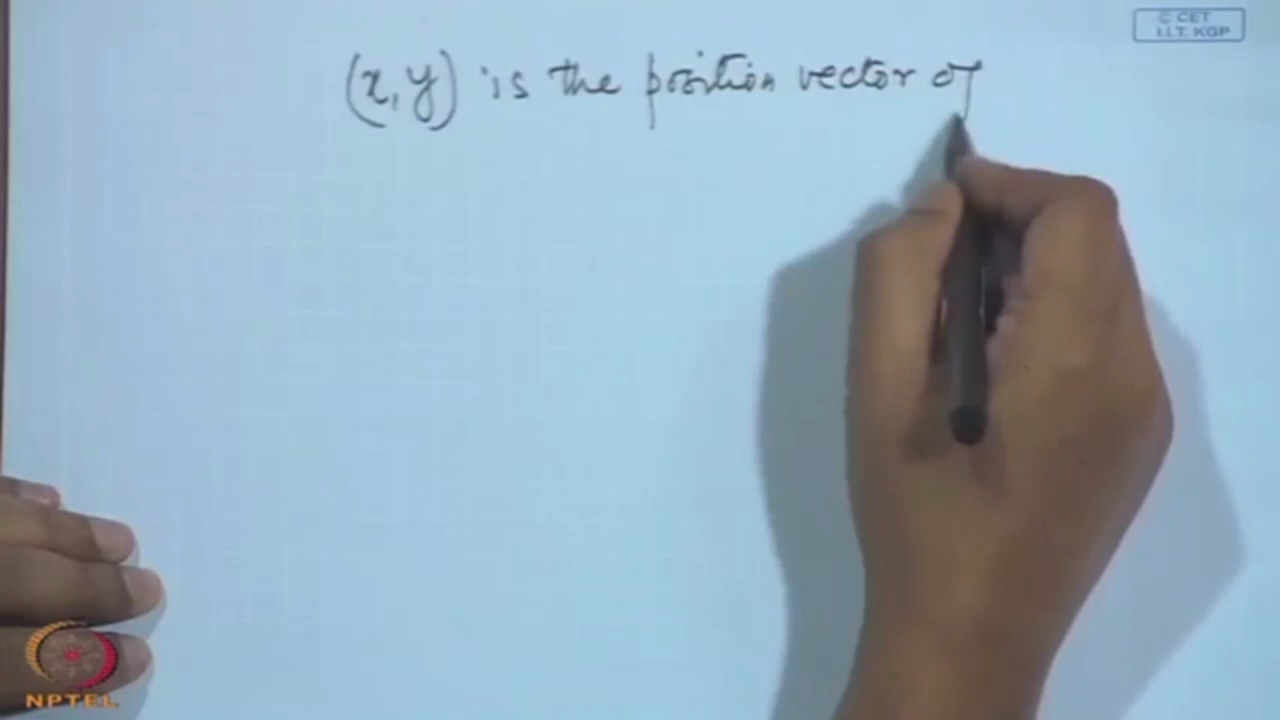 © CET
I.I.T. KGP
(x, y) is the position vector of
NPTEL